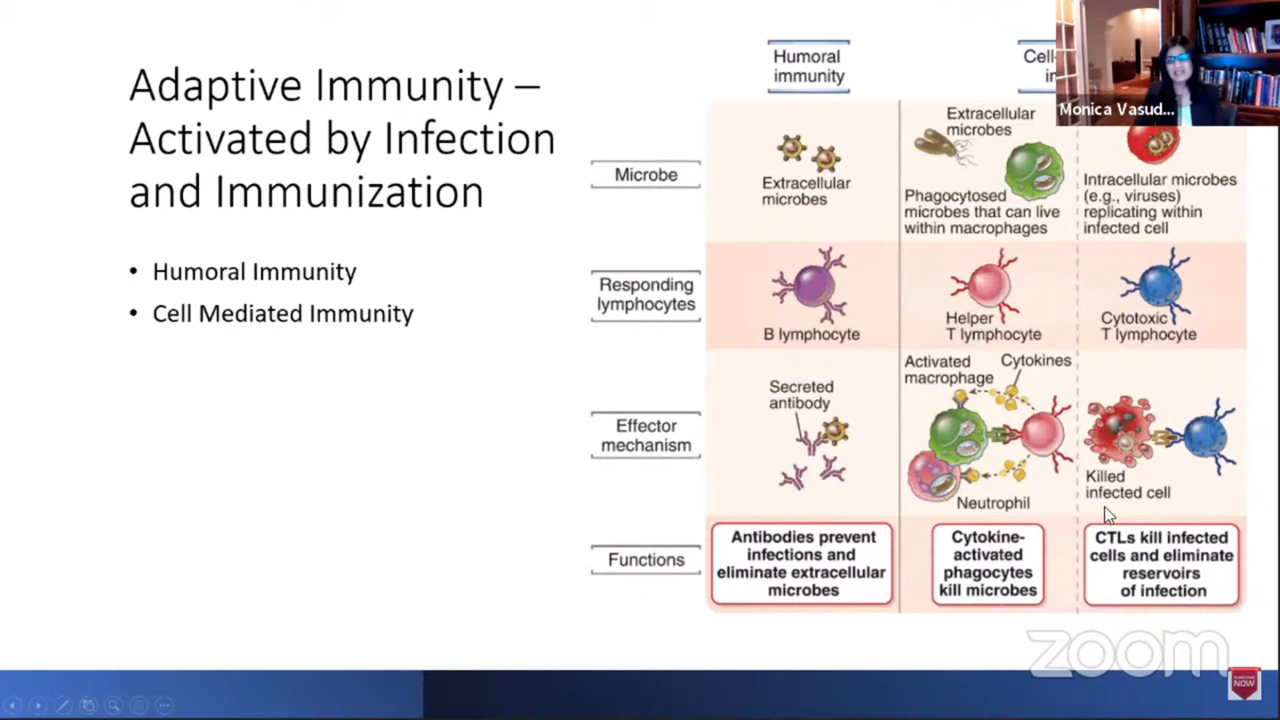 Adaptive Immunity –
Activated by Infection
and Immunization
• Humoral Immunity
• Cell Mediated Immunity
Humoral
immunity
Cell-
Monica Vasud...
Microbe
Extracellular
microbes
Extracellular
microbes
Phagocytosed
microbes that can live
within macrophages
Intracellular microbes
(e.g., viruses)
replicating within
infected cell
Responding
lymphocytes
B lymphocyte
Helper
T lymphocyte
Cytotoxic
T lymphocyte
Effector
mechanism
Secreted
antibody
Activated
macrophage
Cytokines
Neutrophil
Killed
infected cell
Functions
Antibodies prevent
infections and
eliminate extracellular
microbes
Cytokine-
activated
phagocytes
kill microbes
CTLs kill infected
cells and eliminate
reservoirs
of infection
zoom
SUBSCRIBE
NOW